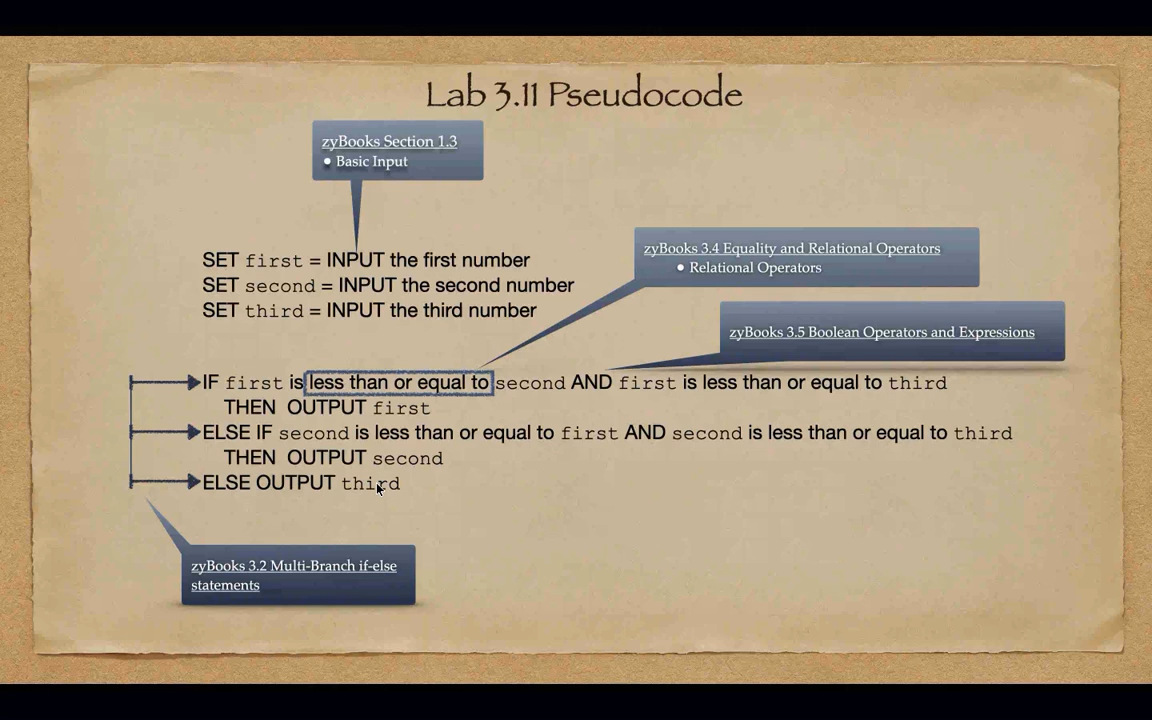 Lab 3.11 Pseudocode
zyBooks Section 1.3
• Basic Input
zyBooks 3.4 Equality and Relational Operators
• Relational Operators
SET first = INPUT the first number
SET second = INPUT the second number
SET third = INPUT the third number
zyBooks 3.5 Boolean Operators and Expressions
IF first is less than or equal to second AND first is less than or equal to third
THEN OUTPUT first
ELSE IF second is less than or equal to first AND second is less than or equal to third
THEN OUTPUT second
ELSE OUTPUT third
zyBooks 3.2 Multi-Branch if-else
statements